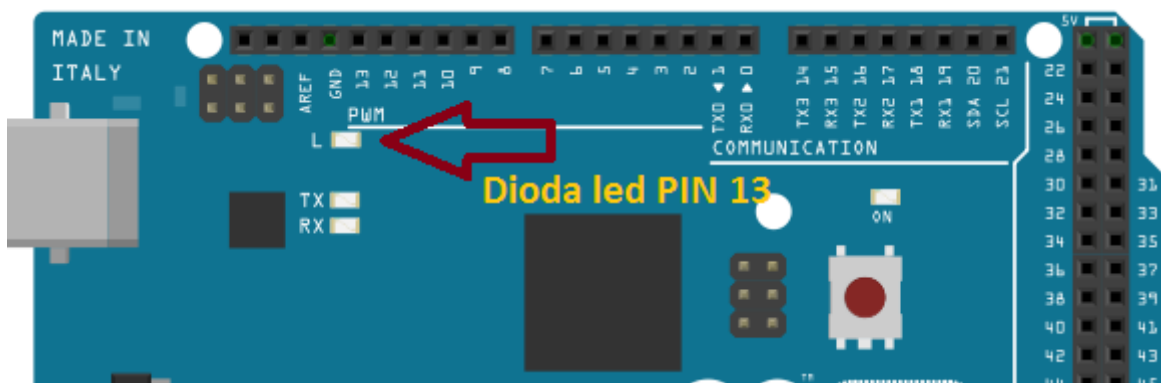 MADE IN
ITALY
5V
AREF
GND
13
12
11
10
9
8
7
6
5
4
3
2
TX0 ◄ 1
RX0 ► 0
TX3 14
RX3 15
TX2 16
RX2 17
TX1 18
RX1 19
SDA 20
SCL 21
PWM
COMMUNICATION
L
Dioda led PIN 13
TX
RX
ON
22
24
26
28
30 31
32 33
34 35
36 37
38 39
40 41
42 43
TM